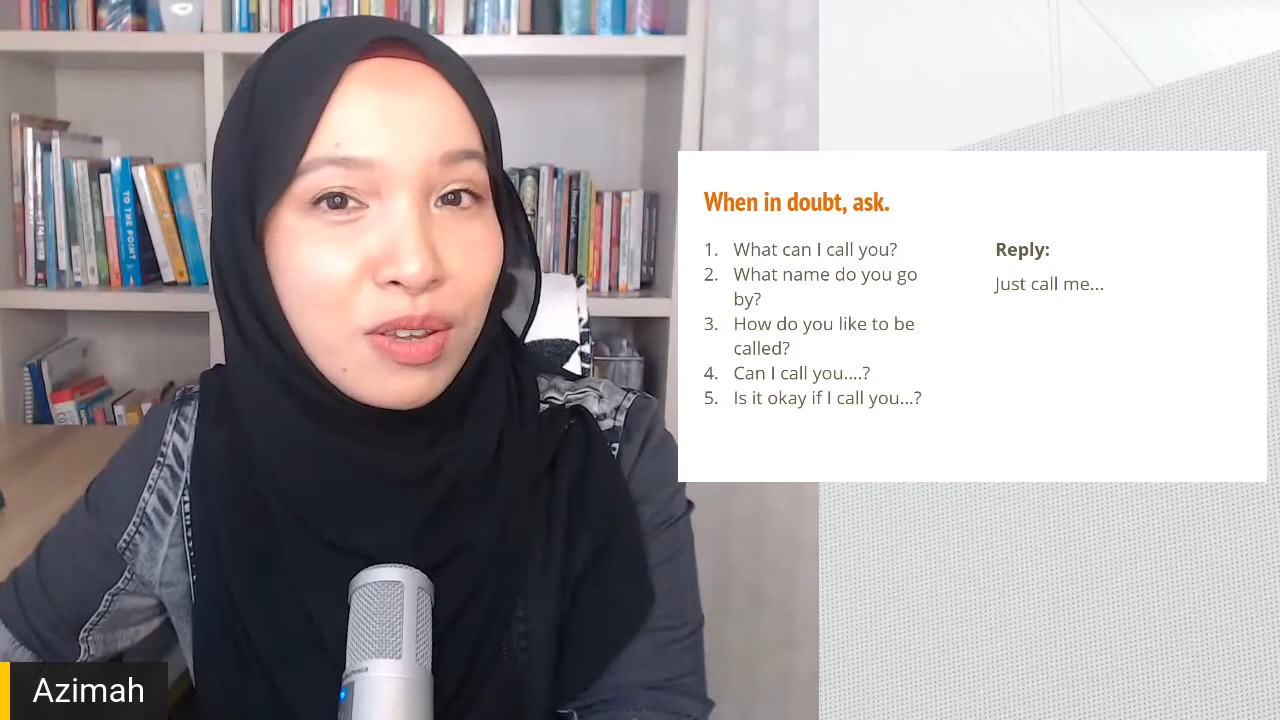 TO THE POINT
When in doubt, ask.
1. What can I call you?
2. What name do you go
by?
3. How do you like to be
called?
4. Can I call you....?
5. Is it okay if I call you...?
Reply:
Just call me...
Azimah